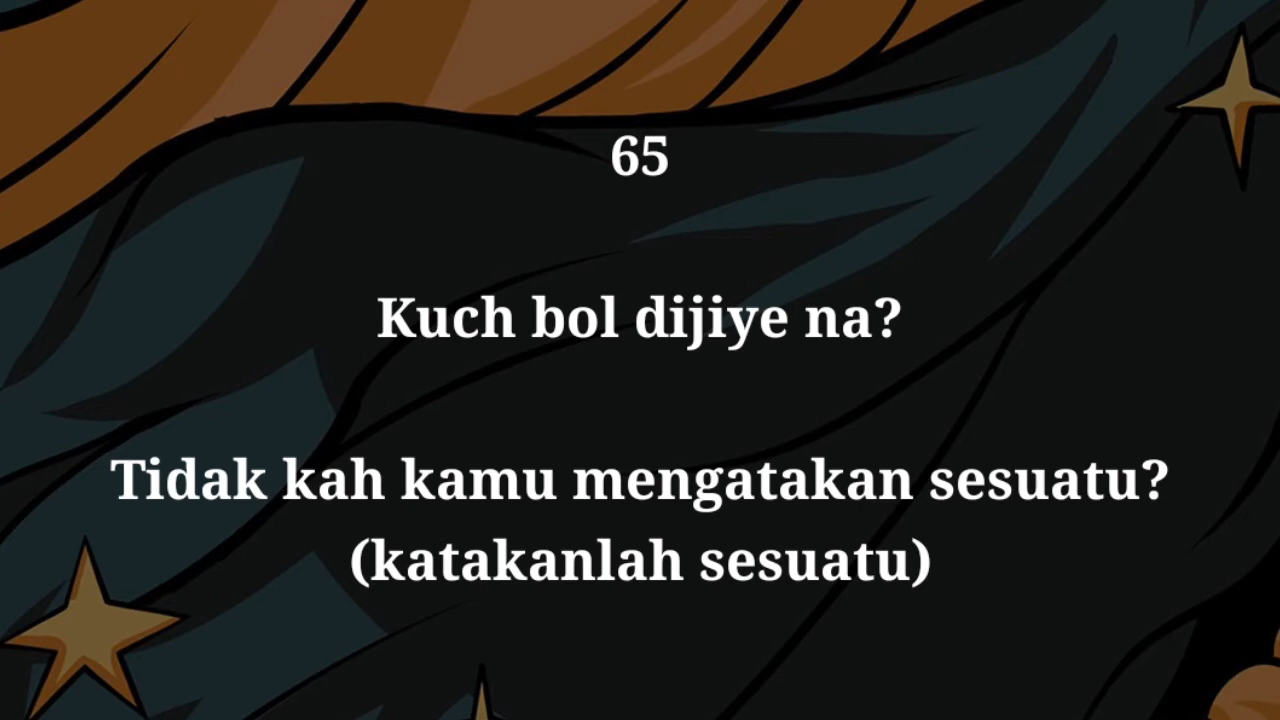 65
Kuch bol dijiye na?
Tidak kah kamu mengatakan sesuatu?
(katakanlah sesuatu)